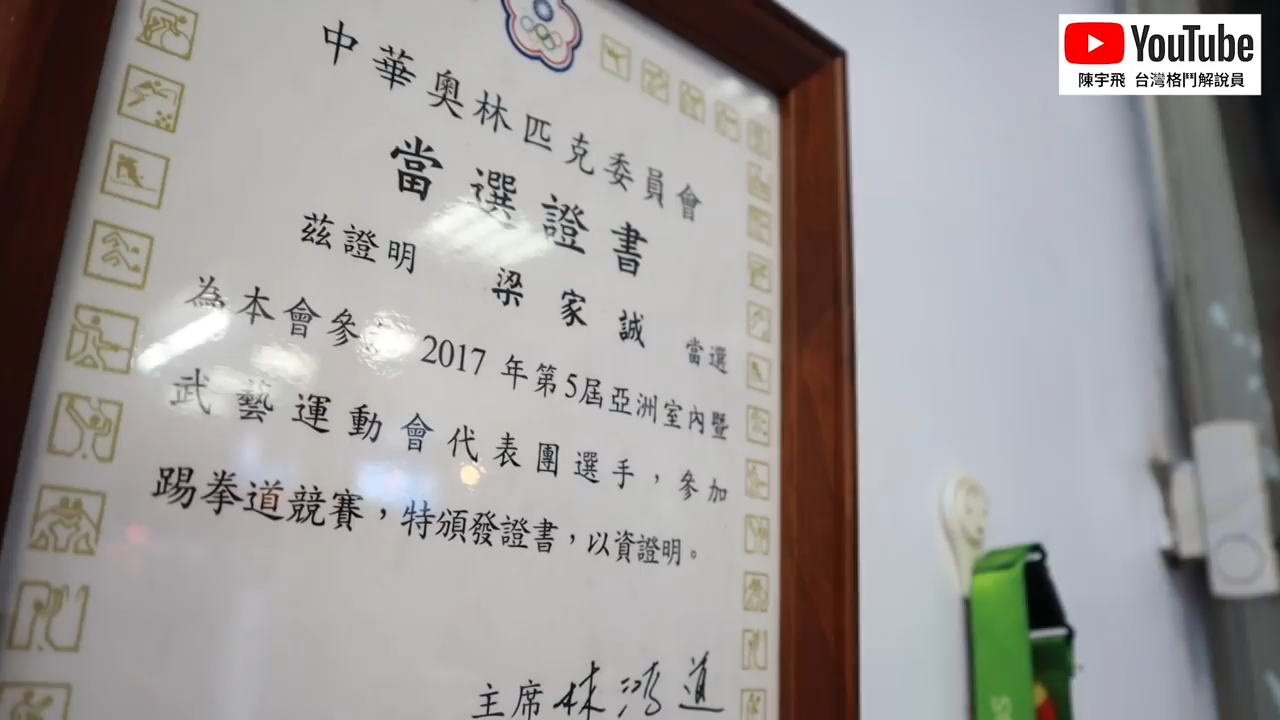 YouTube
陳宇飛 台灣格鬥解說員
中華奧林匹克委員會
當選證書
茲證明 梁家誠 當選
為本會參 2017 年第5屆亞洲室內暨
武藝運動會代表團選手，參加
踢拳道競賽，特頒發證書，以資證明。
主席 林鴻道